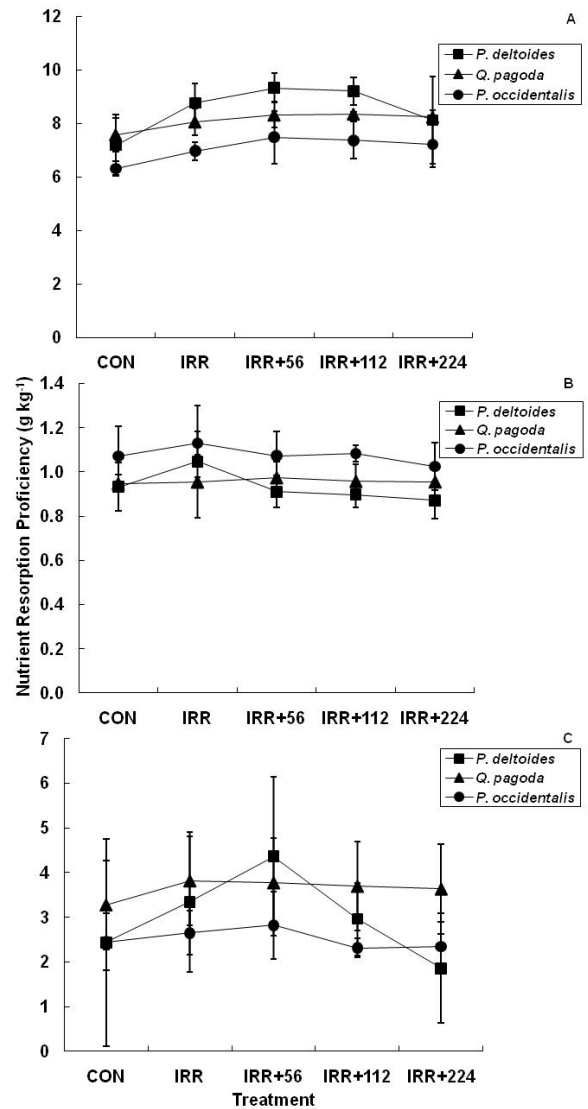 A
12
10
8
6
4
2
0
P. deltoides
Q. pagoda
P. occidentalis
CON IRR IRR+56 IRR+112 IRR+224
B
1.4
1.2
1.0
0.8
0.6
0.4
0.2
0.0
P. deltoides
Q. pagoda
P. occidentalis
Nutrient Resorption Proficiency (g kg-1)
CON IRR IRR+56 IRR+112 IRR+224
C
7
6
5
4
3
2
1
0
P. deltoides
Q. pagoda
P. occidentalis
CON IRR IRR+56 IRR+112 IRR+224
Treatment